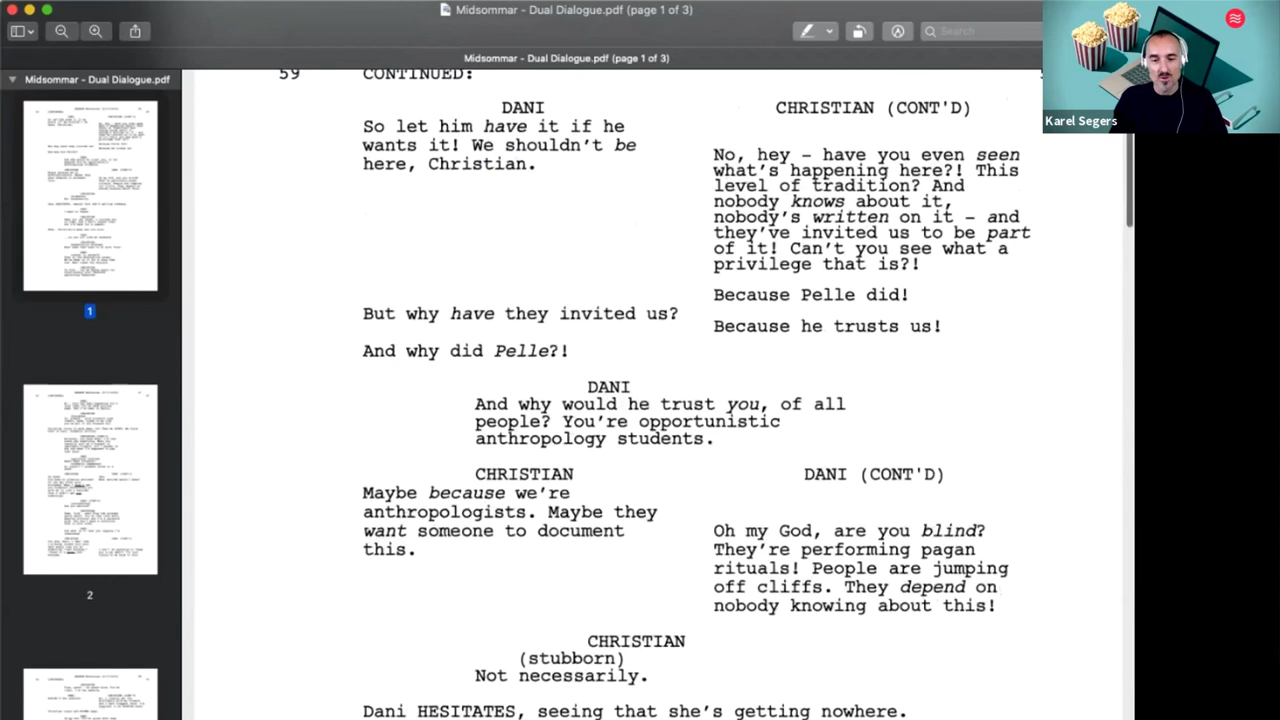 Midsommar - Dual Dialogue.pdf (page 1 of 3)
Search
Midsommar - Dual Dialogue.pdf (page 1 of 3)
Midsommar - Dual Dialogue.pdf
1
2
Karel Segers
59 CONTINUED:
DANI
So let him have it if he
wants it! We shouldn't be
here, Christian.
CHRISTIAN (CONT'D)
No, hey - have you even seen
what's happening here?! This
level of tradition? And
nobody knows about it,
nobody's written on it - and
they've invited us to be part
of it! Can't you see what a
privilege that is?!
But why have they invited us?
Because Pelle did!
And why did Pelle?!
Because he trusts us!
DANI
And why would he trust you, of all
people? You're opportunistic
anthropology students.
CHRISTIAN
Maybe because we're
anthropologists. Maybe they
want someone to document
this.
DANI (CONT'D)
Oh my God, are you blind?
They're performing pagan
rituals! People are jumping
off cliffs. They depend on
nobody knowing about this!
CHRISTIAN
(stubborn)
Not necessarily.
Dani HESITATES, seeing that she's getting nowhere.